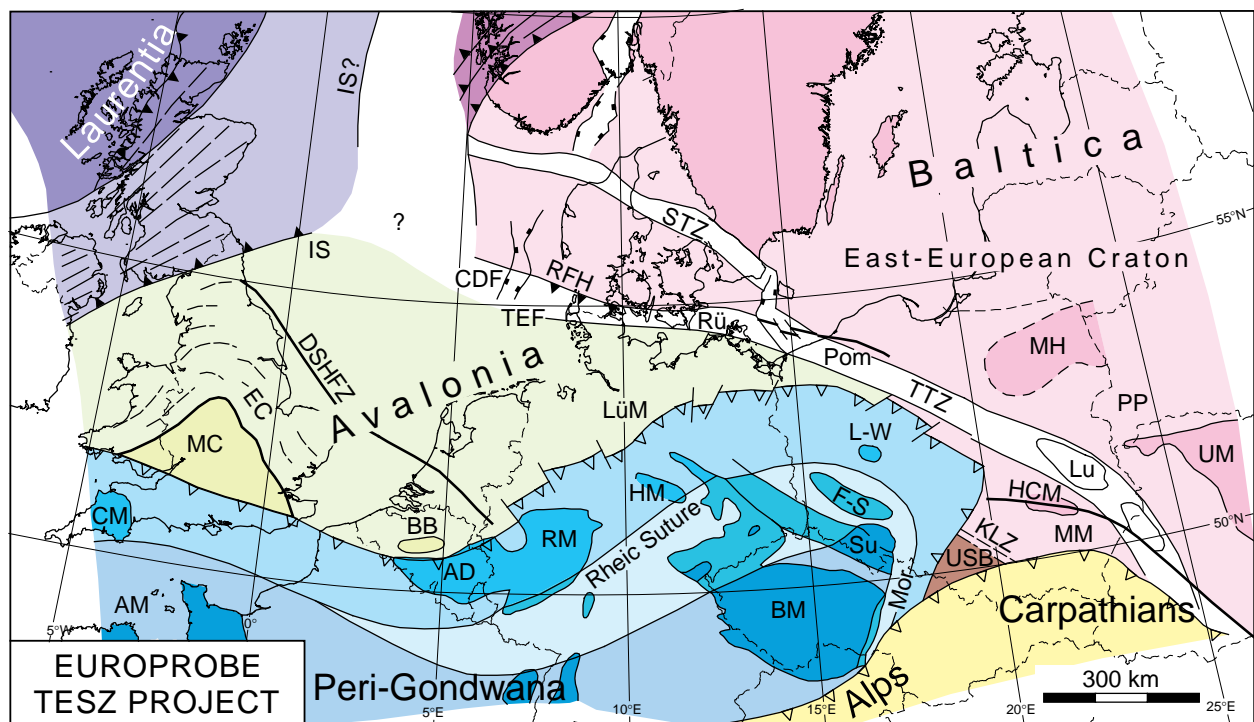 Laurentia
IS?
?
IS
Baltica
55°N
East-European Craton
STZ
RFH
CDF
TEF
Rü
Pom
MH
DSHFZ
Avalonia
EC
MC
LüM
TTZ
PP
UM
L-W
Lu
HCM
50°N
CM
BB
AD
RM
HM
F-S
Rheic Suture
Su
KLZ
MM
USB
Mor.
BM
AM
5°W
0°
Carpathians
EUROPROBE
TESZ PROJECT
Peri-Gondwana
Alps
300 km
5°E
10°E
15°E
20°E
25°E